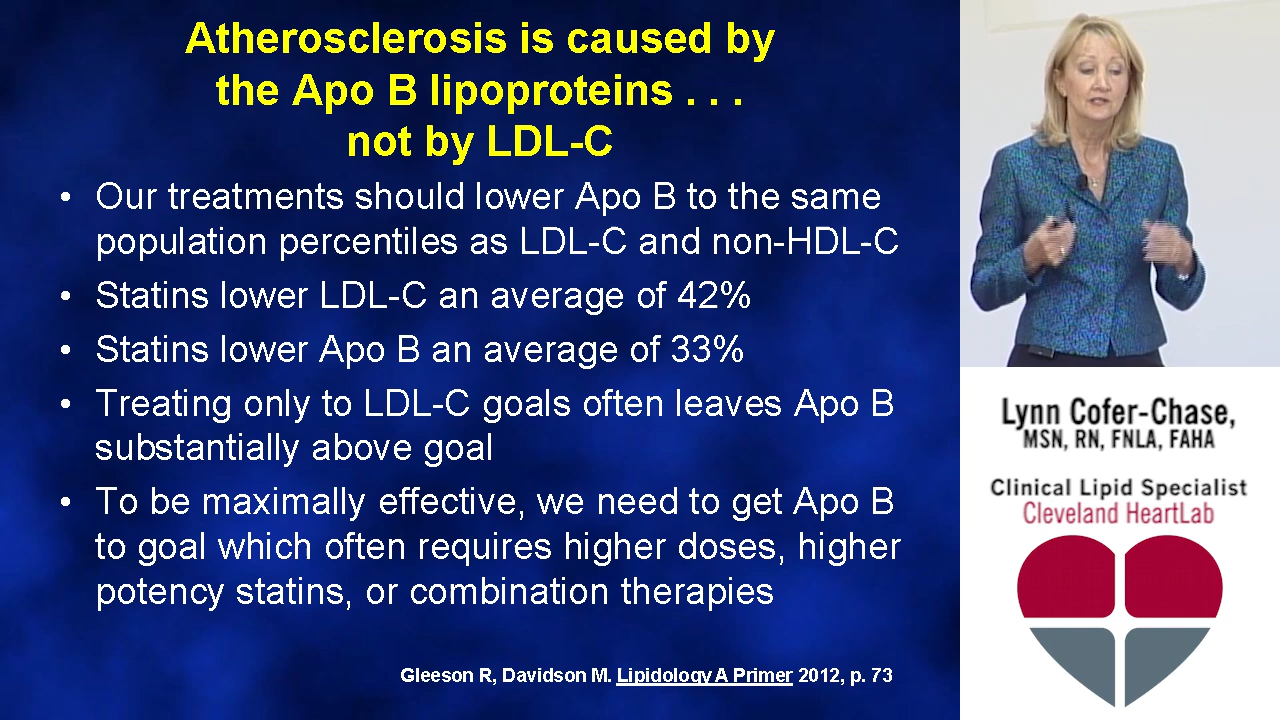 Atherosclerosis is caused by
the Apo B lipoproteins . . .
not by LDL-C
• Our treatments should lower Apo B to the same
population percentiles as LDL-C and non-HDL-C
• Statins lower LDL-C an average of 42%
• Statins lower Apo B an average of 33%
• Treating only to LDL-C goals often leaves Apo B
substantially above goal
• To be maximally effective, we need to get Apo B
to goal which often requires higher doses, higher
potency statins, or combination therapies
Gleeson R, Davidson M. Lipidology A Primer 2012, p. 73
Lynn Cofer-Chase,
MSN, RN, FNLA, FAHA
Clinical Lipid Specialist
Cleveland HeartLab